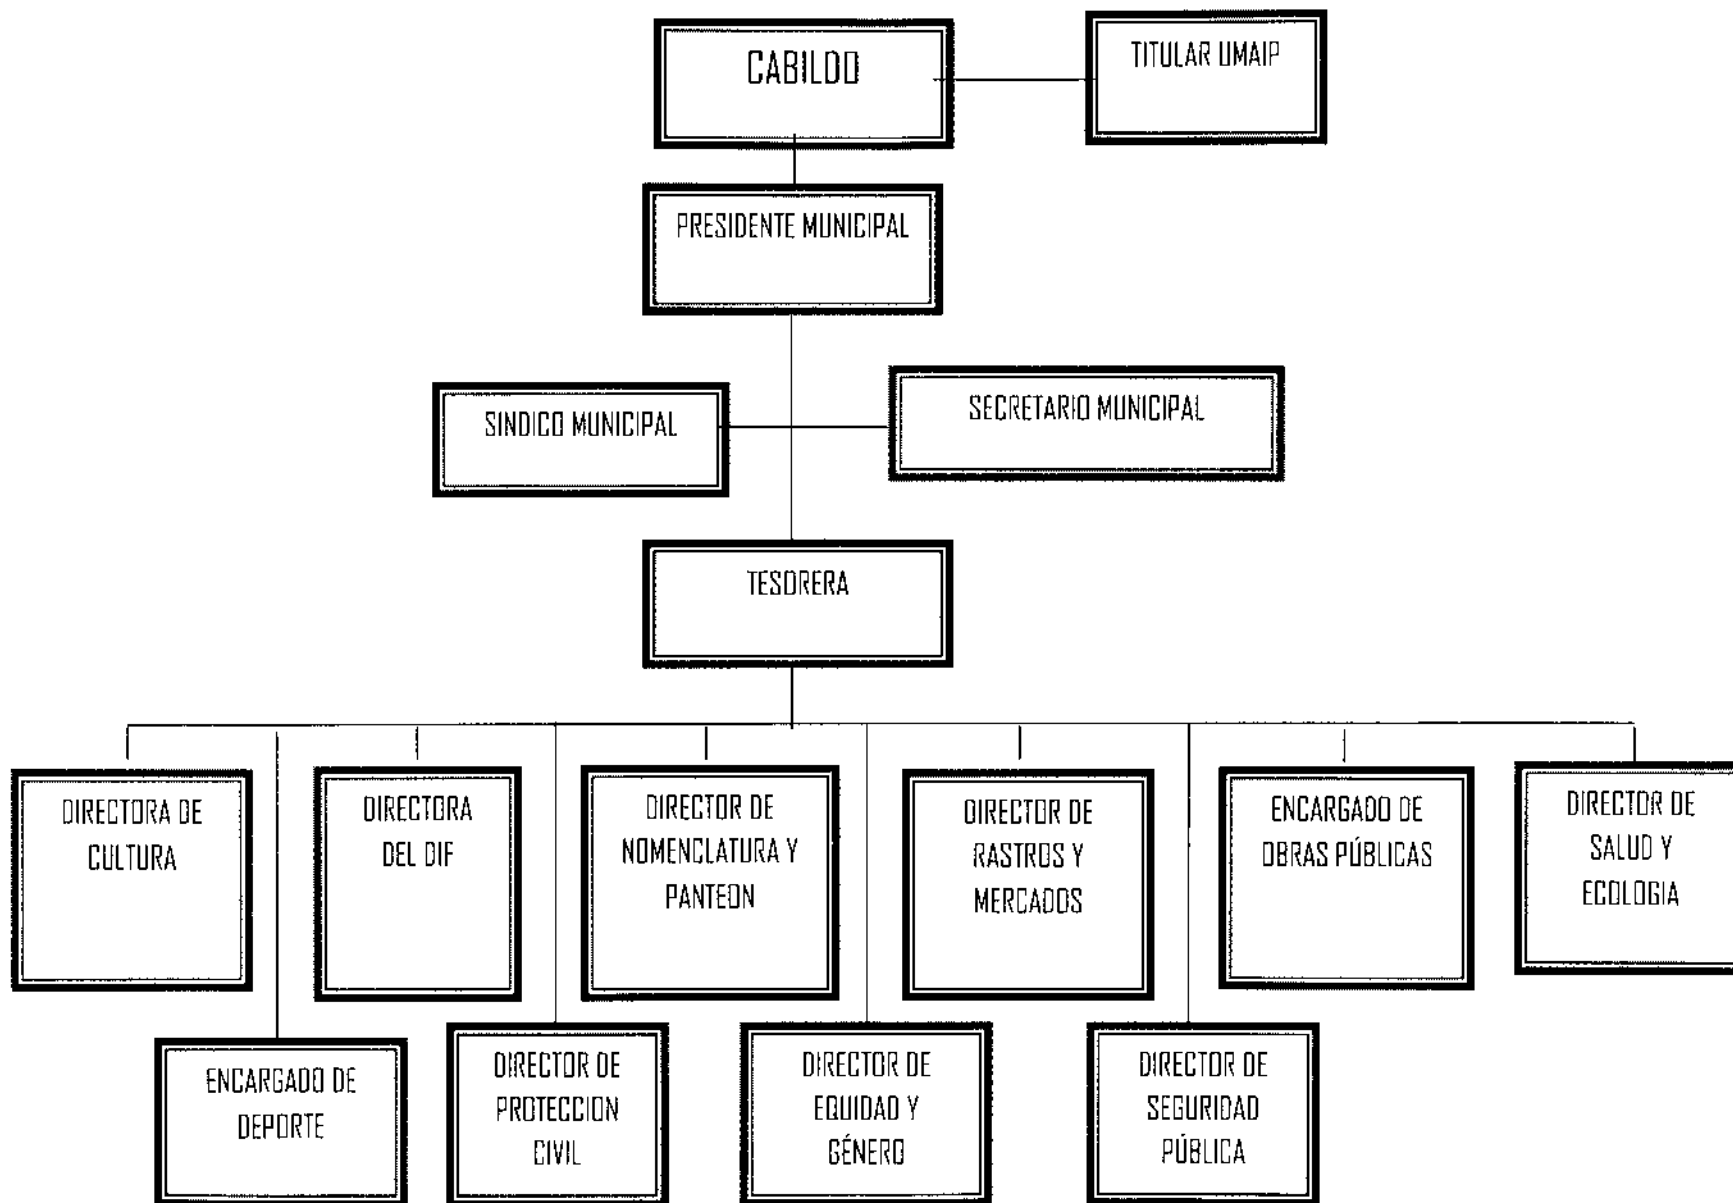 CABILDO
TITULAR UMAIP
PRESIDENTE MUNICIPAL
SINDICO MUNICIPAL
SECRETARIO MUNICIPAL
TESORERA
DIRECTORA DE
CULTURA
DIRECTORA
DEL DIF
DIRECTOR DE
NOMENCLATURA Y
PANTEON
DIRECTOR DE
RASTROS Y
MERCADOS
ENCARGADO DE
OBRAS PÚBLICAS
DIRECTOR DE
SALUD Y
ECOLOGIA
ENCARGADO DE
DEPORTE
DIRECTOR DE
PROTECCION
CIVIL
DIRECTOR DE
EQUIDAD Y
GÉNERO
DIRECTOR DE
SEGURIDAD
PÚBLICA